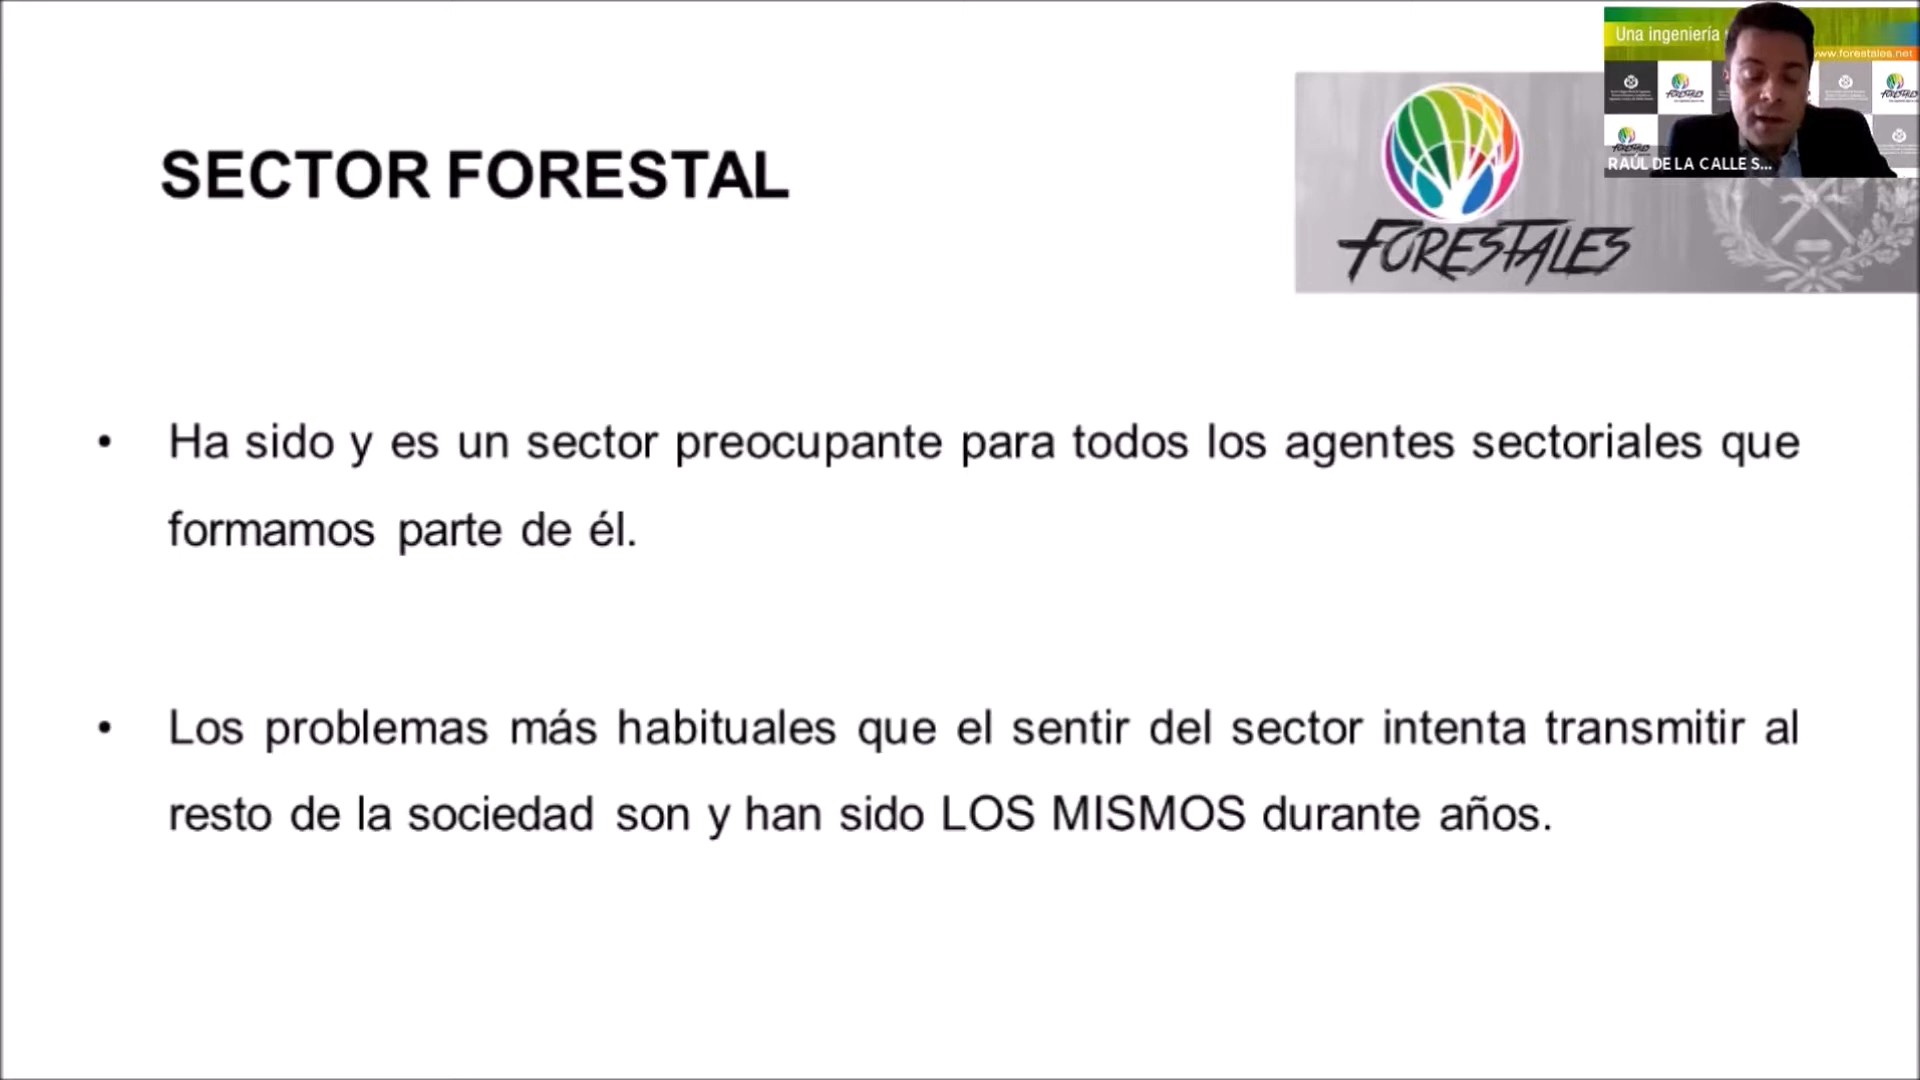 Una ingeniería
www.forestales.net
FORESTALES
RAÚL DE LA CALLE S...
SECTOR FORESTAL
FORESTALES
• Ha sido y es un sector preocupante para todos los agentes sectoriales que
formamos parte de él.
• Los problemas más habituales que el sentir del sector intenta transmitir al
resto de la sociedad son y han sido LOS MISMOS durante años.